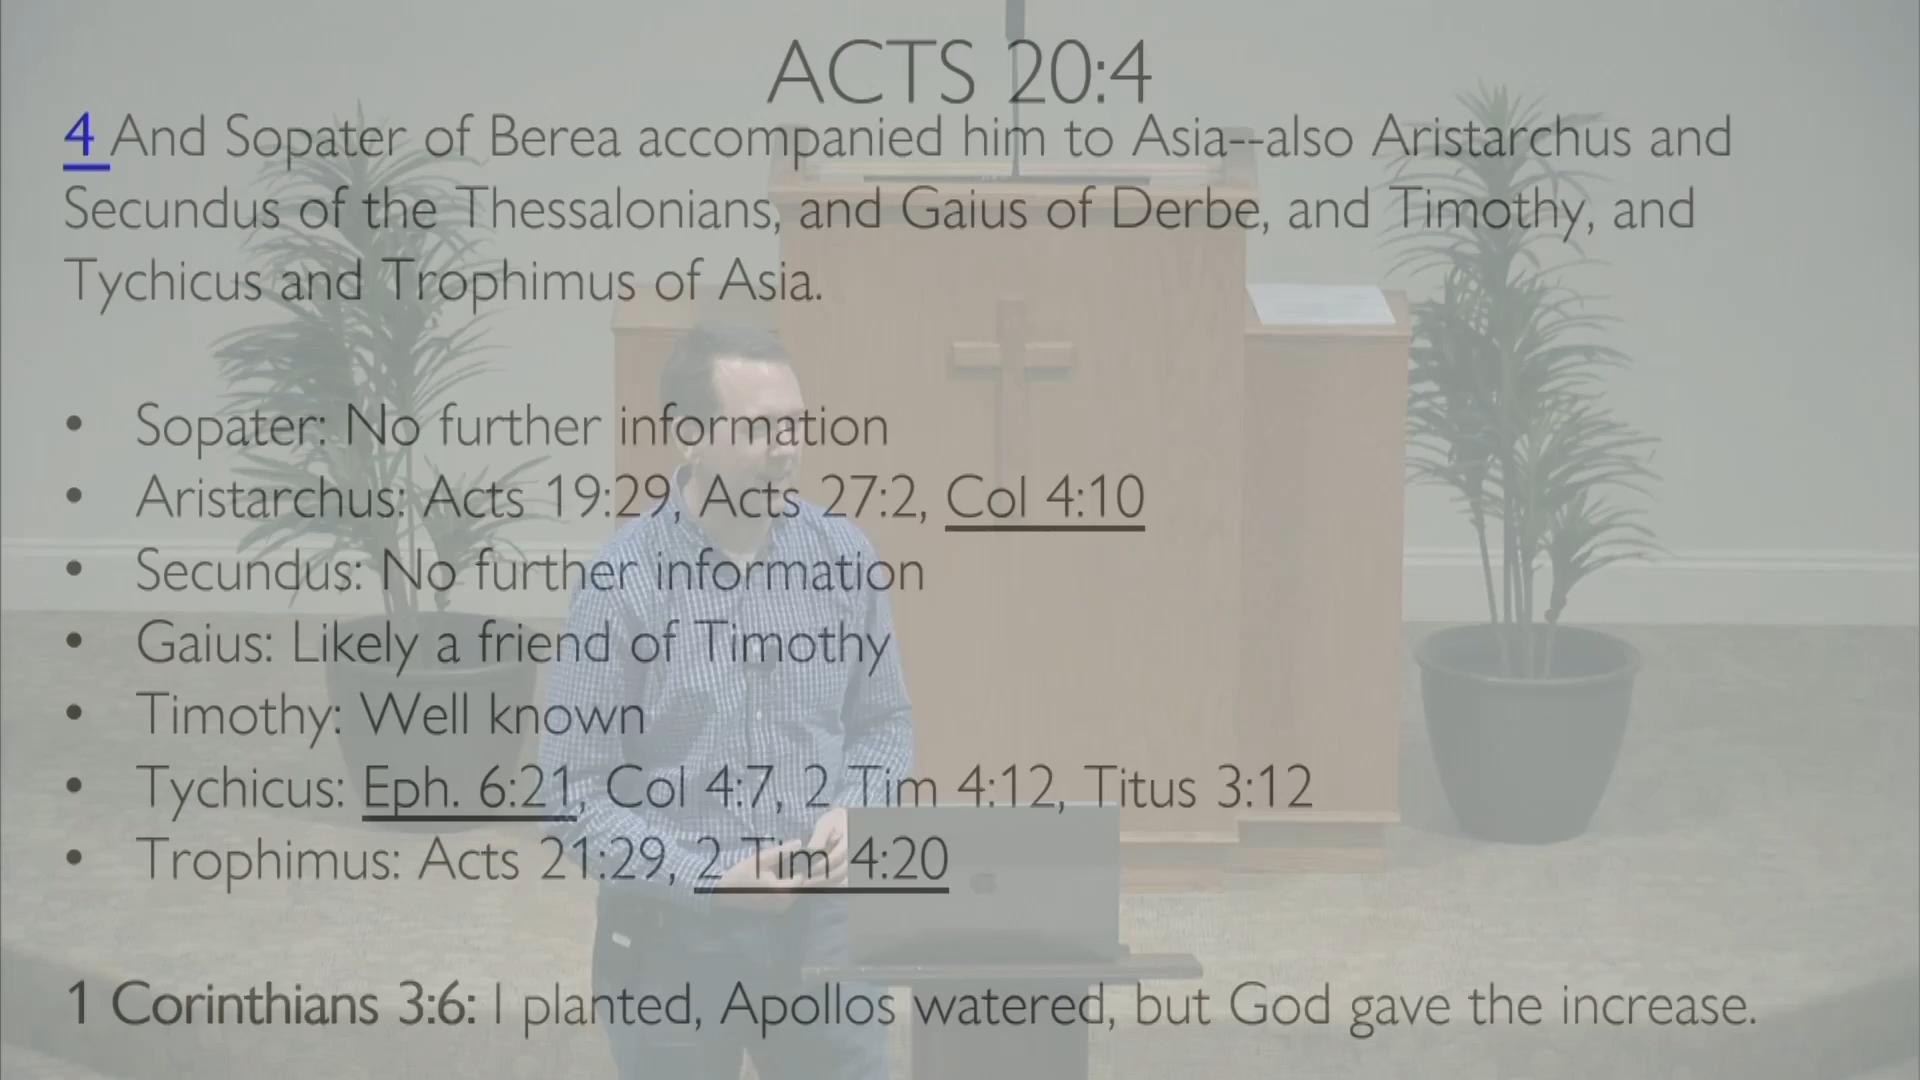 ACTS 20:4
4 And Sopater of Berea accompanied him to Asia--also Aristarchus and
Secundus of the Thessalonians, and Gaius of Derbe, and Timothy, and
Tychicus and Trophimus of Asia.
• Sopater: No further information
• Aristarchus: Acts 19:29, Acts 27:2, Col 4:10
• Secundus: No further information
• Gaius: Likely a friend of Timothy
• Timothy: Well known
• Tychicus: Eph. 6:21, Col 4:7, 2 Tim 4:12, Titus 3:12
• Trophimus: Acts 21:29, 2 Tim 4:20
1 Corinthians 3:6: I planted, Apollos watered, but God gave the increase.